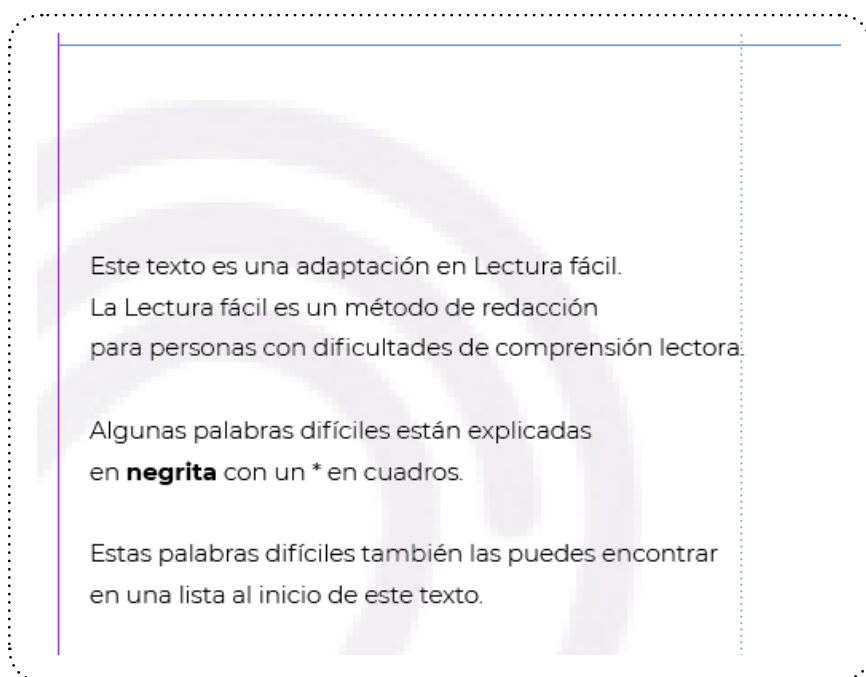 Este texto es una adaptación en Lectura fácil.
La Lectura fácil es un método de redacción
para personas con dificultades de comprensión lectora.
Algunas palabras difíciles están explicadas
en negrita con un * en cuadros.
Estas palabras difíciles también las puedes encontrar
en una lista al inicio de este texto.